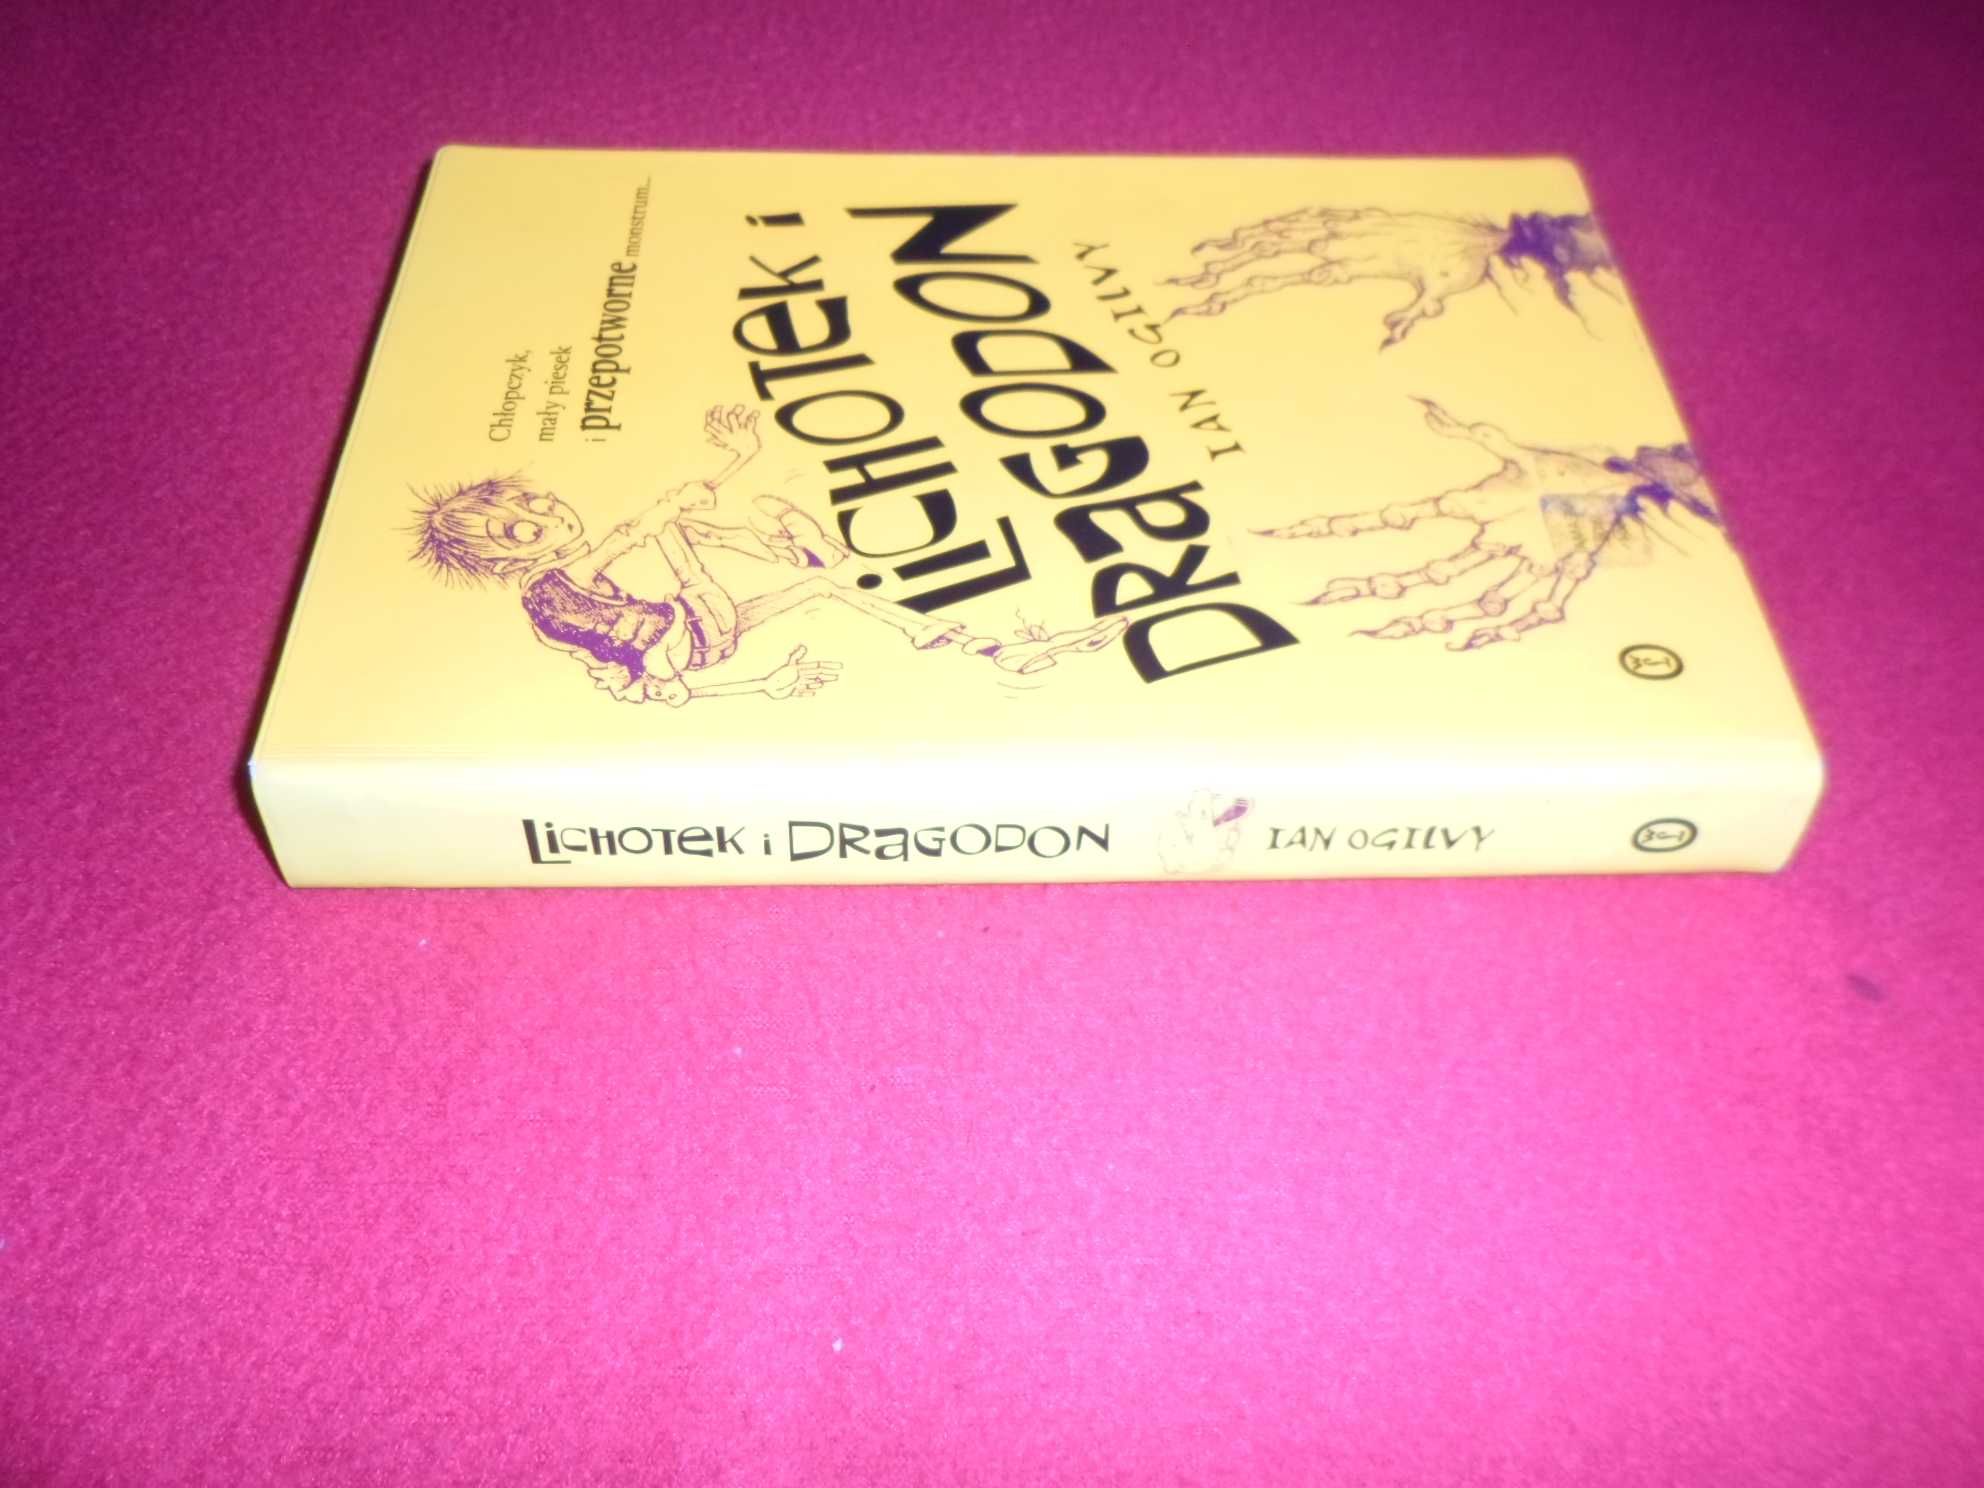 Chłopczyk,
mały piesek
i przepotworne monstrum...
LiCHOTeK i
DRaGODON
IAN OGILVY
LiCHOTeK i DRaGODON
IAN OGILVY